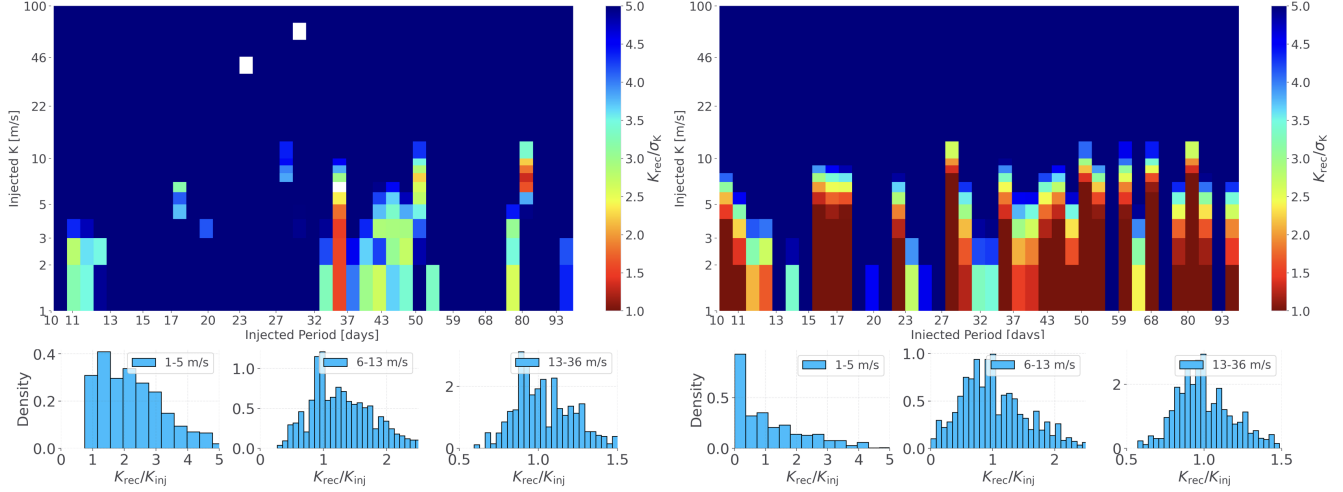 100
46
22
10
5
3
2
1
Injected K [m/s]
10 11 13 15 17 20 23 27 32 37 43 50 59 68 80 93
Injected Period [days]
5.0
4.5
4.0
3.5
3.0
2.5
2.0
1.5
1.0
K_rec/σ_K
100
46
22
10
5
3
2
1
Injected K [m/s]
10 11 13 15 17 20 23 27 32 37 43 50 59 68 80 93
Injected Period [days]
5.0
4.5
4.0
3.5
3.0
2.5
2.0
1.5
1.0
K_rec/σ_K
Density
0.4
0.2
0.0
0 1 2 3 4 5
1-5 m/s
K_rec/K_inj
1.0
0.5
0.0
0 1 2
6-13 m/s
K_rec/K_inj
2
0
0.5 1.0 1.5
13-36 m/s
K_rec/K_inj
Density
0.5
0.0
0 1 2 3 4 5
1-5 m/s
K_rec/K_inj
1.0
0.5
0.0
0 1 2
6-13 m/s
K_rec/K_inj
2
0
0.5 1.0 1.5
13-36 m/s
K_rec/K_inj